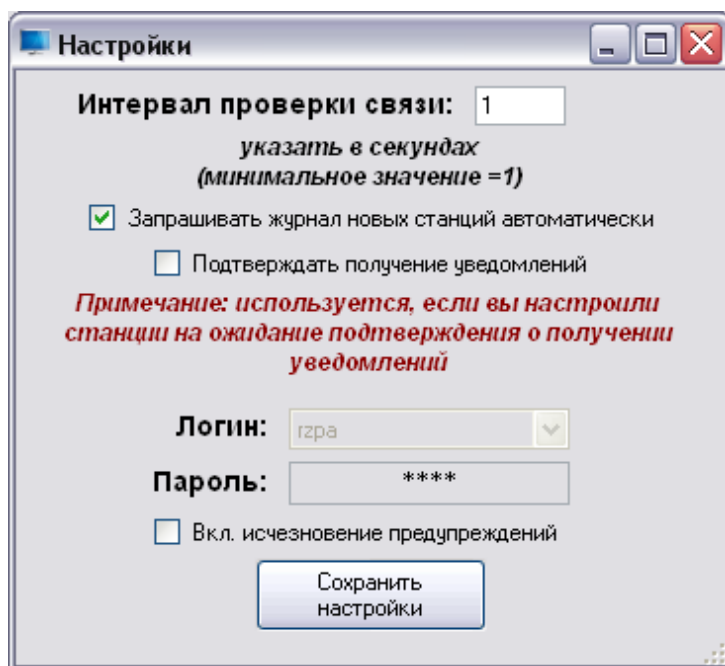 Настройки
Интервал проверки связи: 1
указать в секундах
(минимальное значение =1)
Запрашивать журнал новых станций автоматически
Подтверждать получение уведомлений
Примечание: используется, если вы настроили
станции на ожидание подтверждения о получении
уведомлений
Логин: rzpa
Пароль: ****
Вкл. исчезновение предупреждений
Сохранить
настройки